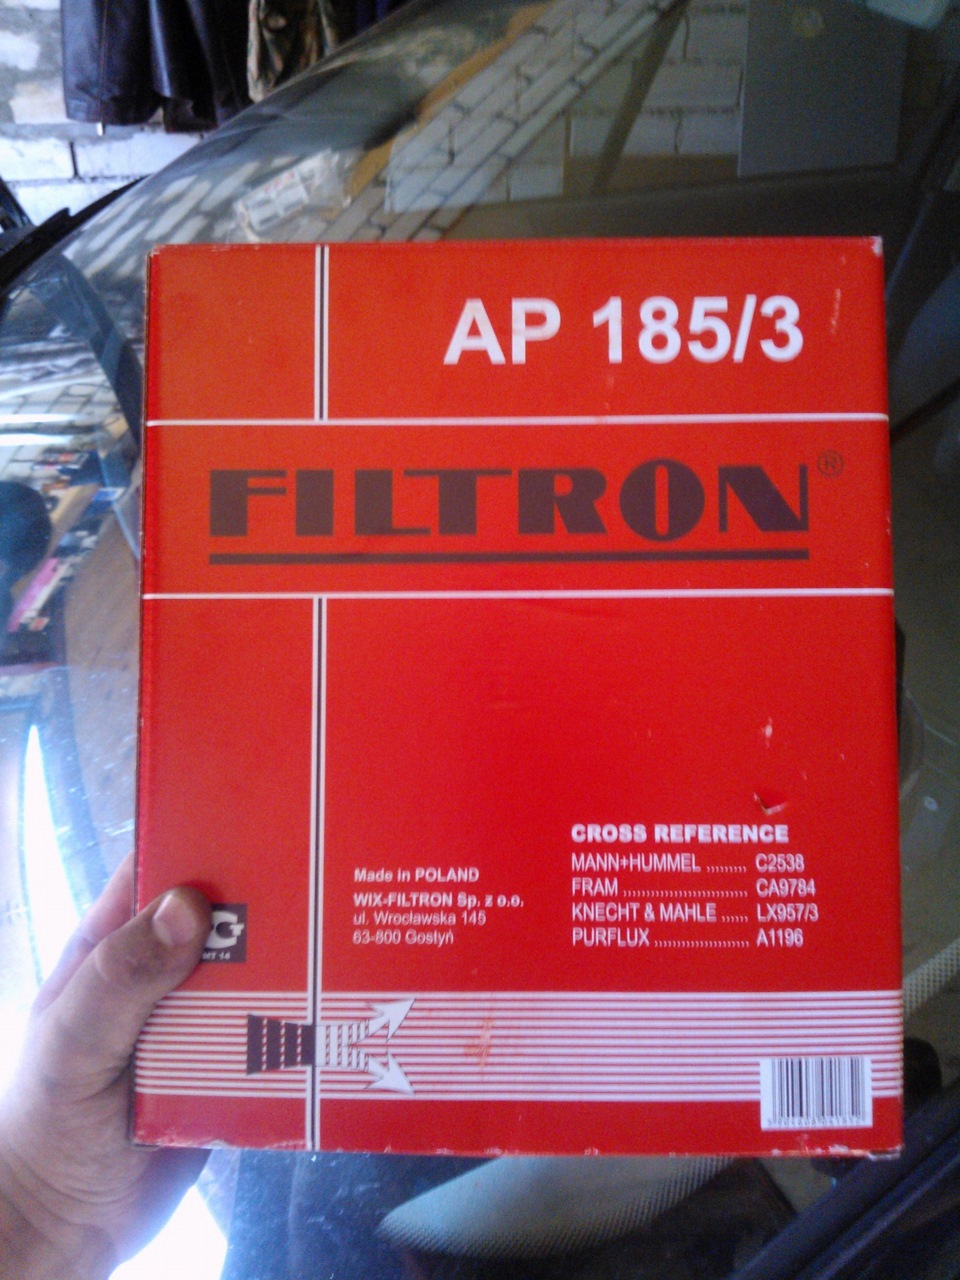 AP 185/3
FILTRON®
CROSS REFERENCE
MANN+HUMMEL ........ C2538
FRAM ........................ CA9784
KNECHT & MAHLE ...... LX957/3
PURFLUX ..................... A1196
Made in POLAND
WIX-FILTRON Sp. z o.o.
ul. Wrocławska 145
63-800 Gostyń
G